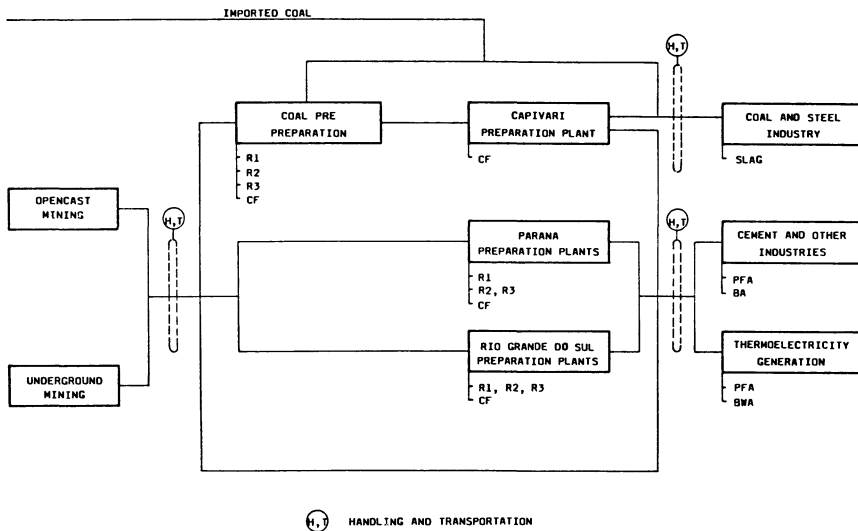 IMPORTED COAL
H,T
COAL PRE
PREPARATION
R1
R2
R3
CF
CAPIVARI
PREPARATION PLANT
CF
COAL AND STEEL
INDUSTRY
SLAG
OPENCAST
MINING
H,T
UNDERGROUND
MINING
PARANA
PREPARATION PLANTS
R1
R2, R3
CF
RIO GRANDE DO SUL
PREPARATION PLANTS
R1, R2, R3
CF
H,T
CEMENT AND OTHER
INDUSTRIES
PFA
BA
THERMOELECTRICITY
GENERATION
PFA
BWA
H,T HANDLING AND TRANSPORTATION